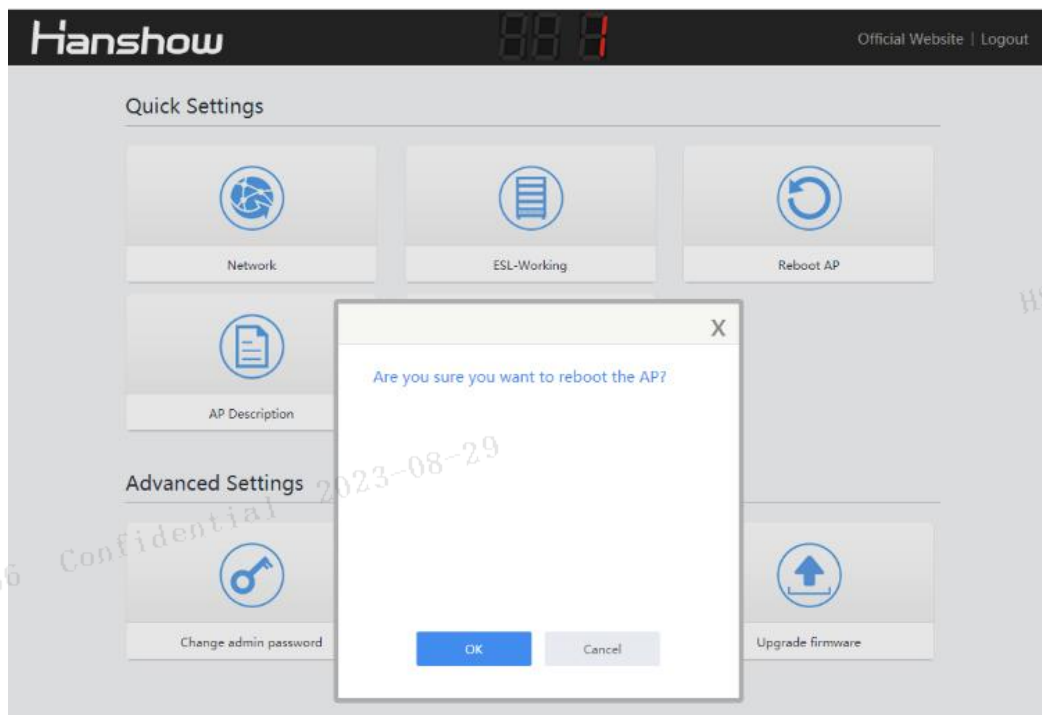 Hanshow
1
Official Website | Logout
Quick Settings
Network
ESL-Working
Reboot AP
AP Description
X
Are you sure you want to reboot the AP?
Advanced Settings
Confidential 2023-08-29
Change admin password
Upgrade firmware
OK
Cancel